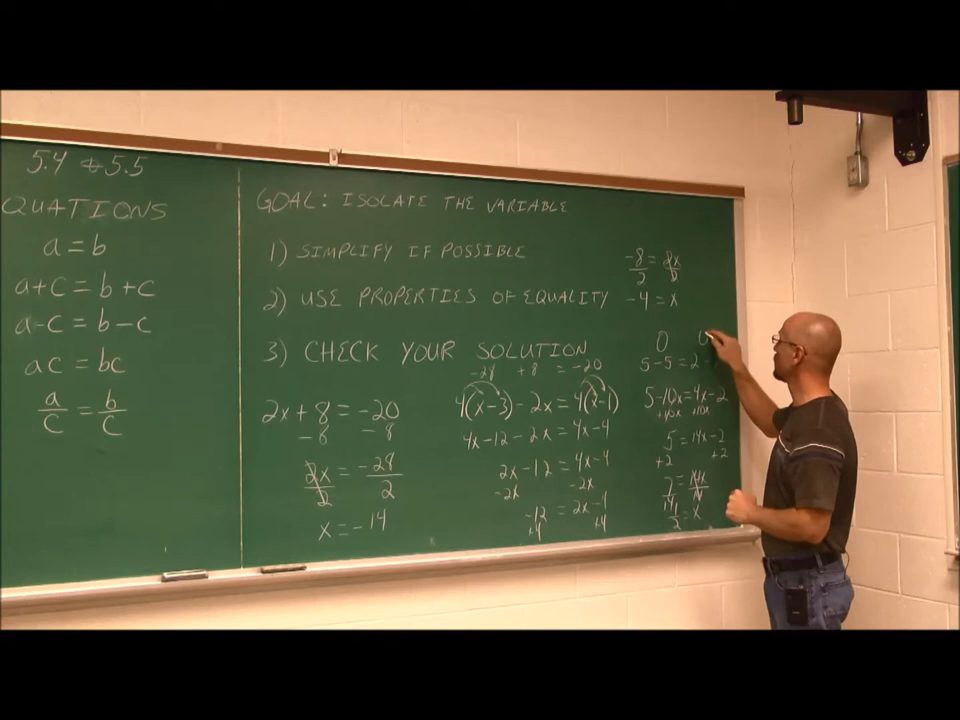 5.4 & 5.5
QUATIONS
a = b
a+c = b+c
a-c = b-c
ac = bc
a/c = b/c
GOAL: ISOLATE THE VARIABLE
1) SIMPLIFY IF POSSIBLE
2) USE PROPERTIES OF EQUALITY
3) CHECK YOUR SOLUTION
2x + 8 = -20
-8 -8
2x/2 = -28/2
x = -14
-28 +8 = -20
4(x-3) - 2x = 4(x-1)
4x - 12 - 2x = 4x - 4
2x - 12 = 4x - 4
-2x -2x
-12 = 2x - 4
+4 +4
-8/2 = 2x/2
-4 = x
0 0
5-5 = 2
5-10x = 4x-2
+10x +10x
5 = 14x-2
+2 +2
7/14 = 14x/14
1/2 = x